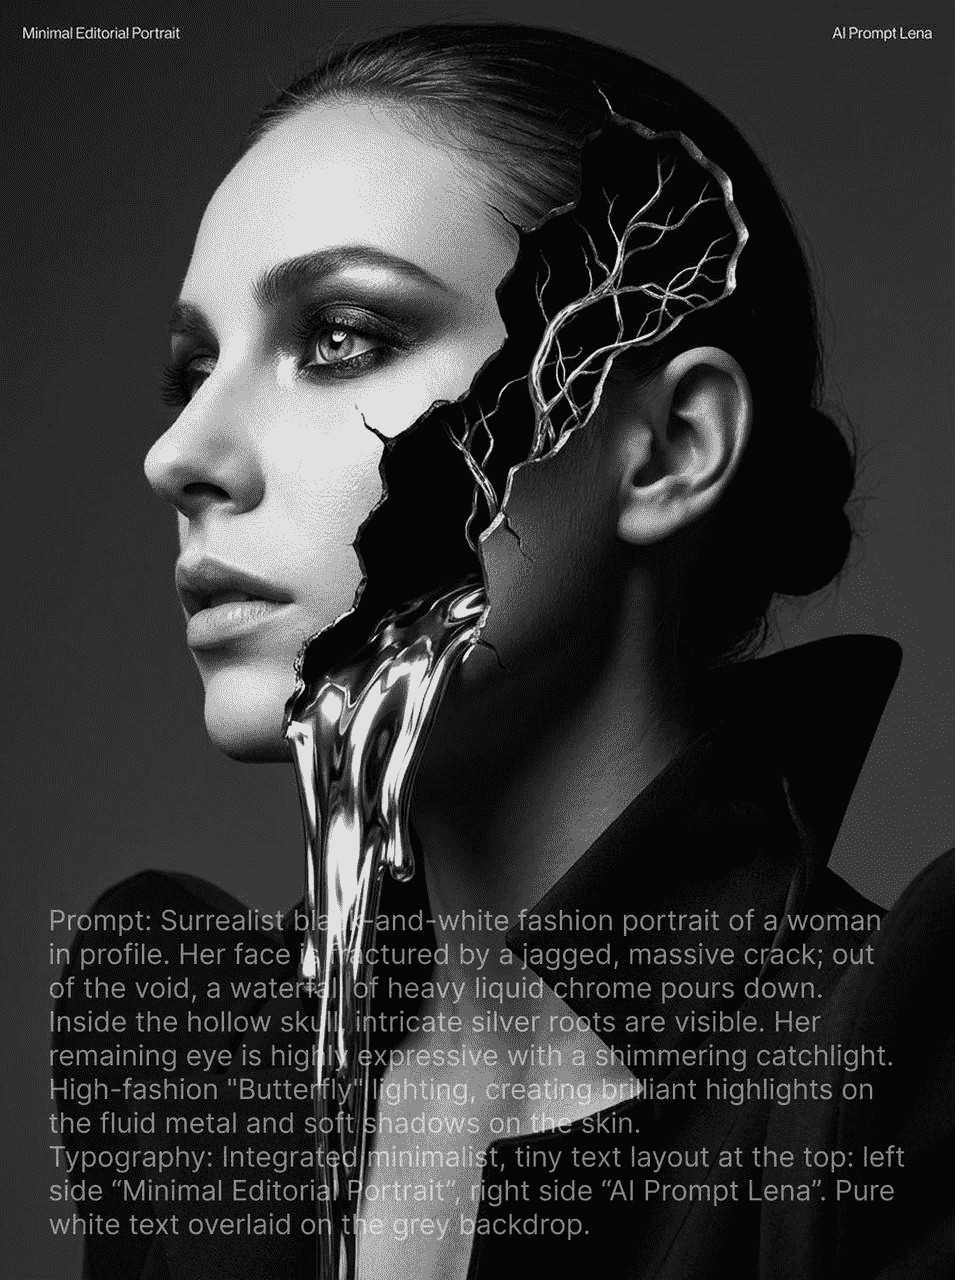 Minimal Editorial Portrait
AI Prompt Lena
Prompt: Surrealist black-and-white fashion portrait of a woman
in profile. Her face is fractured by a jagged, massive crack; out
of the void, a waterfall of heavy liquid chrome pours down.
Inside the hollow skull, intricate silver roots are visible. Her
remaining eye is highly expressive with a shimmering catchlight.
High-fashion "Butterfly" lighting, creating brilliant highlights on
the fluid metal and soft shadows on the skin.
Typography: Integrated minimalist, tiny text layout at the top: left
side “Minimal Editorial Portrait”, right side “AI Prompt Lena”. Pure
white text overlaid on the grey backdrop.